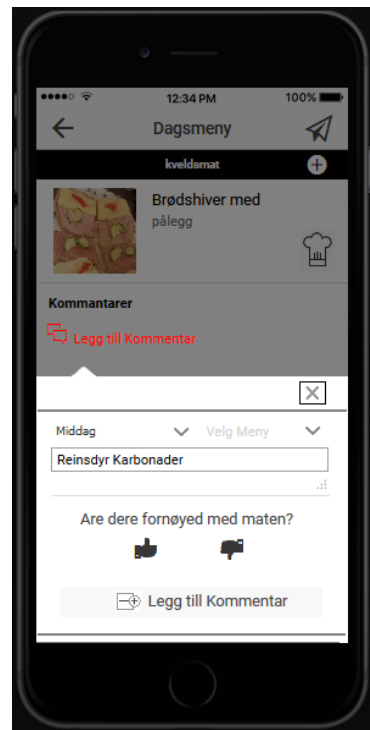 12:34 PM
100%
Dagsmeny
kveldsmat
Brødshiver med
pålegg
Kommantarer
Legg till Kommentar
Middag
Velg Meny
Reinsdyr Karbonader
Are dere fornøyed med maten?
Legg till Kommentar